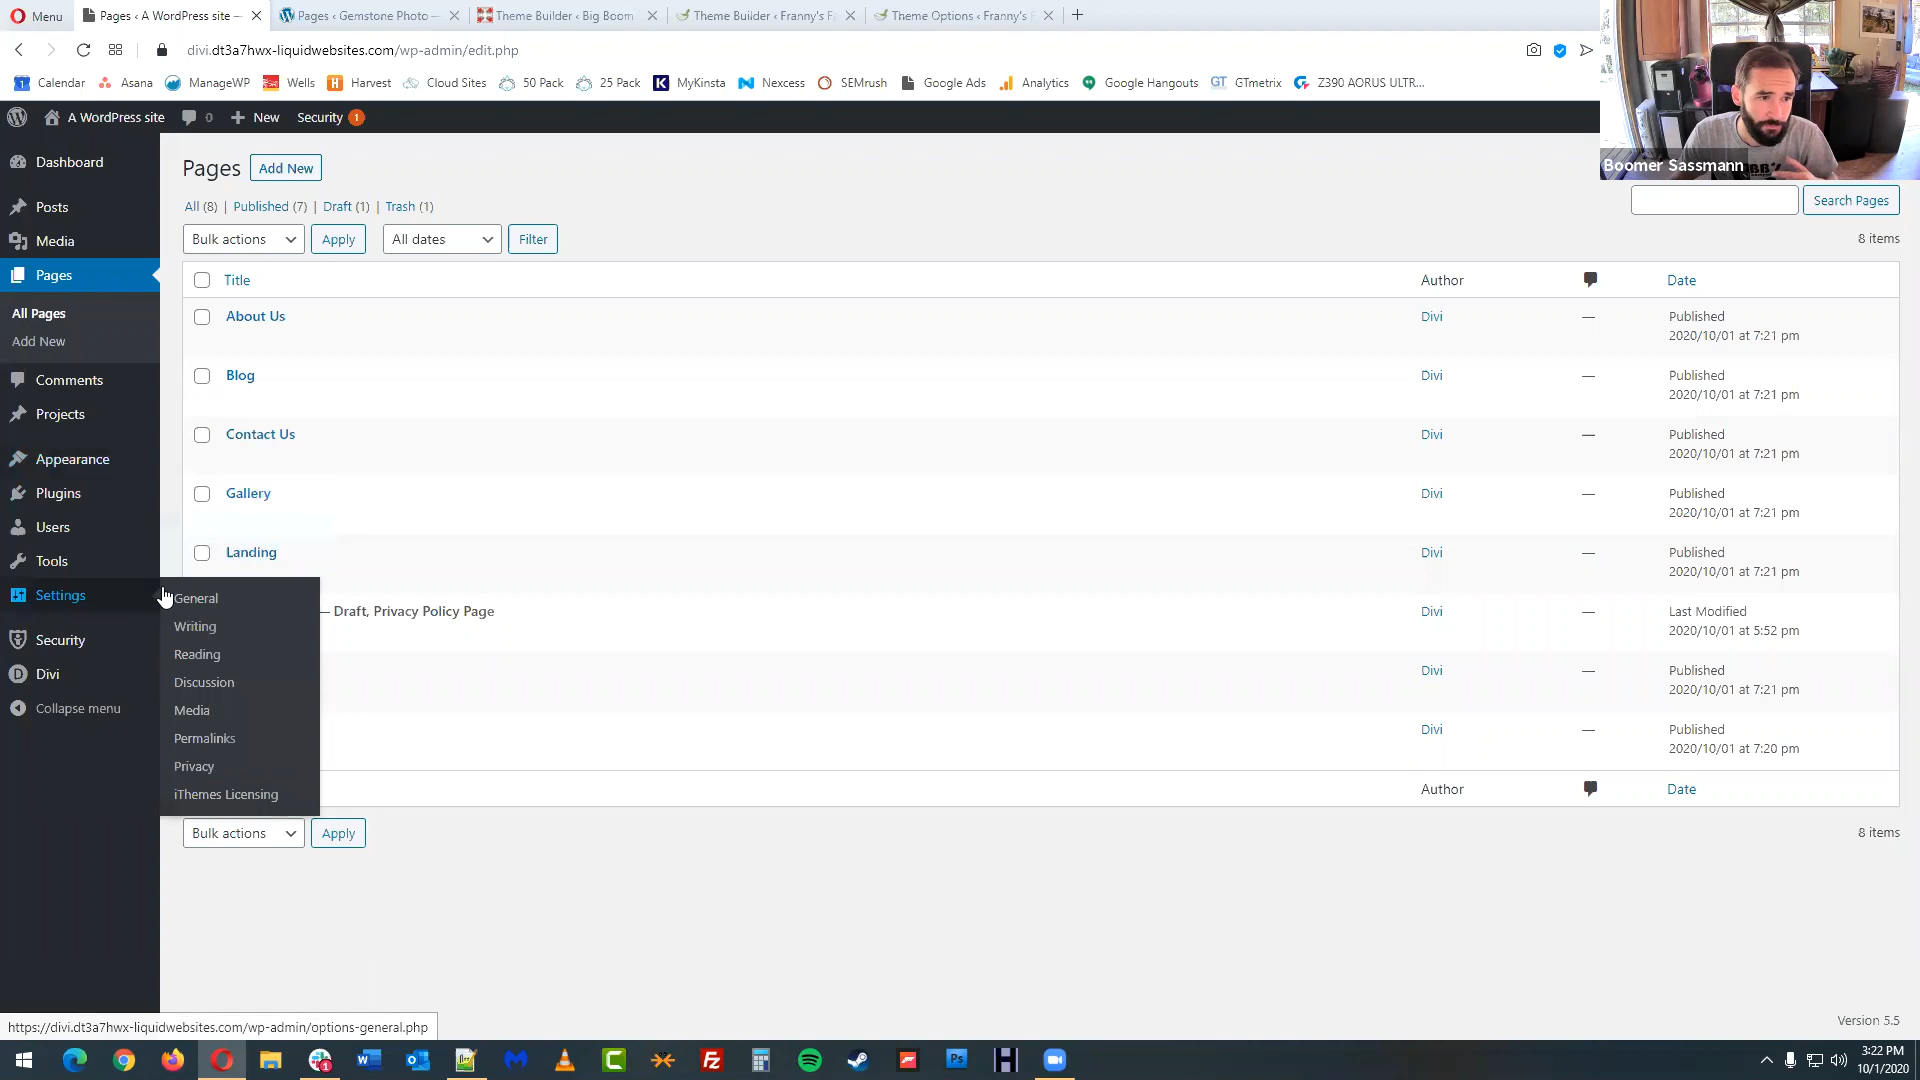 Menu
Pages ‹ A WordPress site —
Pages ‹ Gemstone Photo —
Theme Builder ‹ Big Boom
Theme Builder ‹ Franny's F
Theme Options ‹ Franny's F
divi.dt3a7hwx-liquidwebsites.com/wp-admin/edit.php
Calendar Asana ManageWP Wells Harvest Cloud Sites 50 Pack 25 Pack MyKinsta Nexcess SEMrush Google Ads Analytics Google Hangouts GTmetrix Z390 AORUS ULTR...
A WordPress site 0 New Security 1
Boomer Sassmann
Dashboard
Posts
Media
Pages
All Pages
Add New
Comments
Projects
Appearance
Plugins
Users
Tools
Settings
Security
Divi
Collapse menu
General
Writing
Reading
Discussion
Media
Permalinks
Privacy
iThemes Licensing
Pages Add New
All (8) | Published (7) | Draft (1) | Trash (1)
Search Pages
Bulk actions Apply All dates Filter
8 items
Title Author Date
About Us Divi — Published
2020/10/01 at 7:21 pm
Blog Divi — Published
2020/10/01 at 7:21 pm
Contact Us Divi — Published
2020/10/01 at 7:21 pm
Gallery Divi — Published
2020/10/01 at 7:21 pm
Landing Divi — Published
2020/10/01 at 7:21 pm
— Draft, Privacy Policy Page Divi — Last Modified
2020/10/01 at 5:52 pm
Divi — Published
2020/10/01 at 7:21 pm
Divi — Published
2020/10/01 at 7:20 pm
Author Date
Bulk actions Apply
8 items
https://divi.dt3a7hwx-liquidwebsites.com/wp-admin/options-general.php
Version 5.5
3:22 PM
10/1/2020